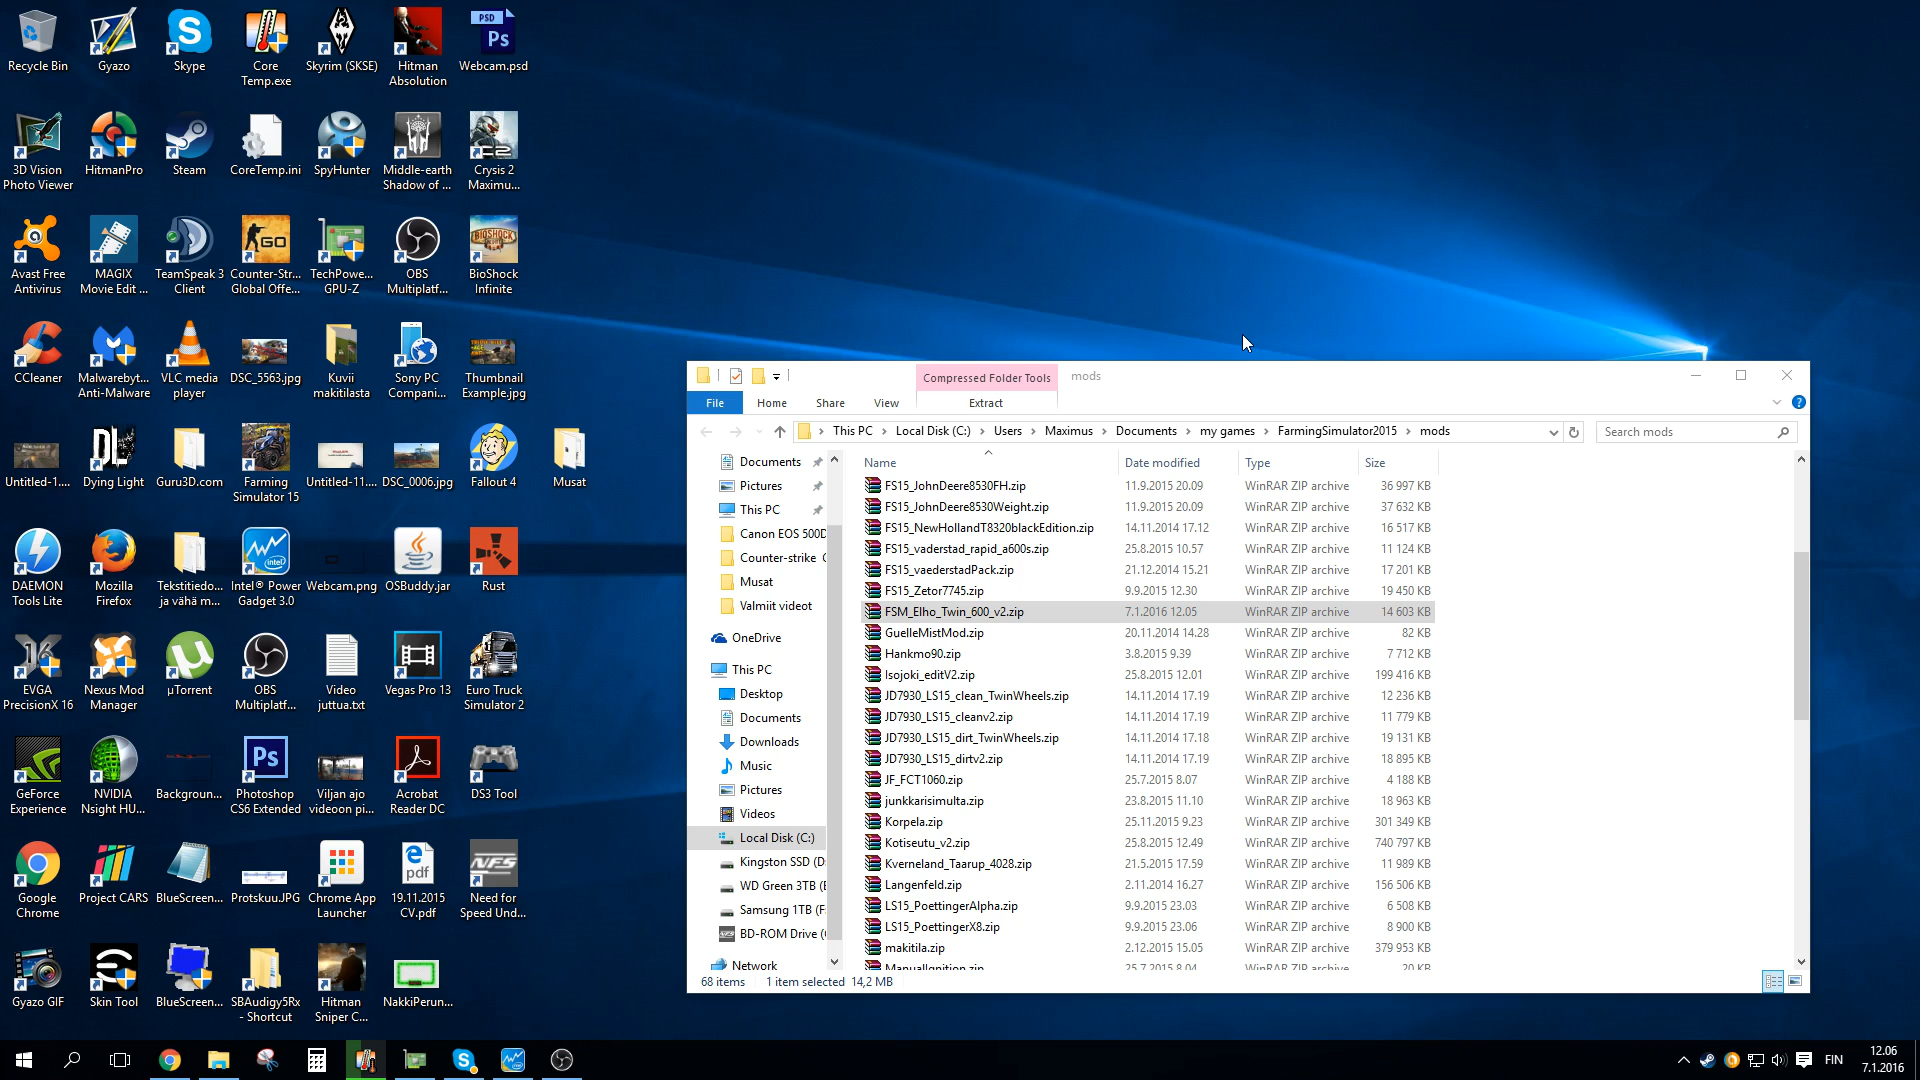 Recycle Bin
Gyazo
Skype
Core
Temp.exe
Skyrim (SKSE)
Hitman
Absolution
PSD
Ps
Webcam.psd
3D Vision
Photo Viewer
HitmanPro
Steam
CoreTemp.ini
SpyHunter
Middle-earth
Shadow of ...
Crysis 2
Maximu...
Avast Free
Antivirus
MAGIX
Movie Edit ...
TeamSpeak 3
Client
GO
Counter-Str...
Global Offe...
TechPowe...
GPU-Z
OBS
Multiplatf...
BIOSHOCK
BioShock
Infinite
CCleaner
Malwarebyt...
Anti-Malware
VLC media
player
DSC_5563.jpg
Kuvii
makitilasta
Sony PC
Compani...
Thumbnail
Example.jpg
Untitled-1....
DL
Dying Light
Guru3D.com
Farming
Simulator 15
Untitled-11....
DSC_0006.jpg
Fallout 4
Musat
DAEMON
Tools Lite
Mozilla
Firefox
Tekstitiedo...
ja vähä m...
intel
Intel® Power
Gadget 3.0
Webcam.png
OSBuddy.jar
Rust
EVGA
PrecisionX 16
Nexus Mod
Manager
µTorrent
OBS
Multiplatf...
Video
juttua.txt
Vegas Pro 13
Euro Truck
Simulator 2
GeForce
Experience
NVIDIA
Nsight HU...
Backgroun...
Ps
Photoshop
CS6 Extended
Viljan ajo
videoon pi...
Acrobat
Reader DC
DS3 Tool
Google
Chrome
Project CARS
BlueScreen...
Protskuu.JPG
Chrome App
Launcher
pdf
19.11.2015
CV.pdf
NFS
Need for
Speed Und...
Gyazo GIF
Skin Tool
BlueScreen...
SBAudigy5Rx
- Shortcut
Hitman
Sniper C...
NakkiPerun...
Compressed Folder Tools
mods
File
Home
Share
View
Extract
This PC
Local Disk (C:)
Users
Maximus
Documents
my games
FarmingSimulator2015
mods
Search mods
Documents
Pictures
This PC
Canon EOS 500D
Counter-strike
Musat
Valmiit videot
OneDrive
This PC
Desktop
Documents
Downloads
Music
Pictures
Videos
Local Disk (C:)
Kingston SSD (D:
WD Green 3TB (E
Samsung 1TB (F:
BD-ROM Drive (
Network
Name Date modified Type Size
FS15_JohnDeere8530FH.zip 11.9.2015 20.09 WinRAR ZIP archive 36 997 KB
FS15_JohnDeere8530Weight.zip 11.9.2015 20.09 WinRAR ZIP archive 37 632 KB
FS15_NewHollandT8320blackEdition.zip 14.11.2014 17.12 WinRAR ZIP archive 16 517 KB
FS15_vaderstad_rapid_a600s.zip 25.8.2015 10.57 WinRAR ZIP archive 11 124 KB
FS15_vaederstadPack.zip 21.12.2014 15.21 WinRAR ZIP archive 17 201 KB
FS15_Zetor7745.zip 9.9.2015 12.30 WinRAR ZIP archive 19 450 KB
FSM_Elho_Twin_600_v2.zip 7.1.2016 12.05 WinRAR ZIP archive 14 603 KB
GuelleMistMod.zip 20.11.2014 14.28 WinRAR ZIP archive 82 KB
Hankmo90.zip 3.8.2015 9.39 WinRAR ZIP archive 7 712 KB
Isojoki_editV2.zip 25.8.2015 12.01 WinRAR ZIP archive 199 416 KB
JD7930_LS15_clean_TwinWheels.zip 14.11.2014 17.19 WinRAR ZIP archive 12 236 KB
JD7930_LS15_cleanv2.zip 14.11.2014 17.19 WinRAR ZIP archive 11 779 KB
JD7930_LS15_dirt_TwinWheels.zip 14.11.2014 17.18 WinRAR ZIP archive 19 131 KB
JD7930_LS15_dirtv2.zip 14.11.2014 17.19 WinRAR ZIP archive 18 895 KB
JF_FCT1060.zip 25.7.2015 8.07 WinRAR ZIP archive 4 188 KB
junkkarisimulta.zip 23.8.2015 11.10 WinRAR ZIP archive 18 963 KB
Korpela.zip 25.11.2015 9.23 WinRAR ZIP archive 301 349 KB
Kotiseutu_v2.zip 25.8.2015 12.49 WinRAR ZIP archive 740 797 KB
Kverneland_Taarup_4028.zip 21.5.2015 17.59 WinRAR ZIP archive 11 989 KB
Langenfeld.zip 2.11.2014 16.27 WinRAR ZIP archive 156 506 KB
LS15_PoettingerAlpha.zip 9.9.2015 23.03 WinRAR ZIP archive 6 508 KB
LS15_PoettingerX8.zip 9.9.2015 23.06 WinRAR ZIP archive 8 900 KB
makitila.zip 2.12.2015 15.05 WinRAR ZIP archive 379 953 KB
ManualIgnition.zip 25.7.2015 8.04 WinRAR ZIP archive 20 KB
68 items 1 item selected 14,2 MB
FIN
12.06
7.1.2016